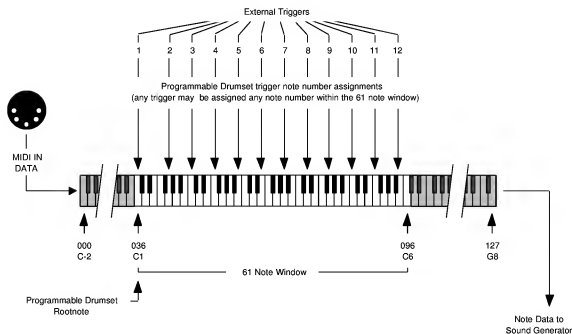 External Triggers
1 2 3 4 5 6 7 8 9 10 11 12
Programmable Drumset trigger note number assignments
(any trigger may be assigned any note number within the 61 note window)
MIDI IN
DATA
000
C-2
036
C1
096
C6
127
G8
61 Note Window
Programmable Drumset
Rootnote
Note Data to
Sound Generator